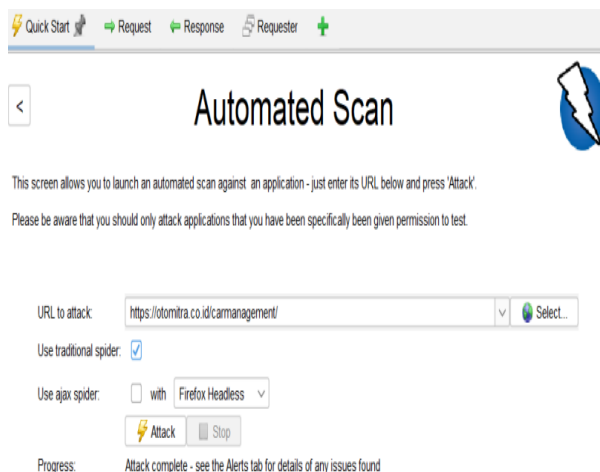 Quick Start Request Response Requester
<
Automated Scan
This screen allows you to launch an automated scan against an application - just enter its URL below and press 'Attack'.
Please be aware that you should only attack applications that you have been specifically been given permission to test.
URL to attack: https://otomitra.co.id/carmanagement/ Select...
Use traditional spider:
Use ajax spider: with Firefox Headless
Attack Stop
Progress: Attack complete - see the Alerts tab for details of any issues found